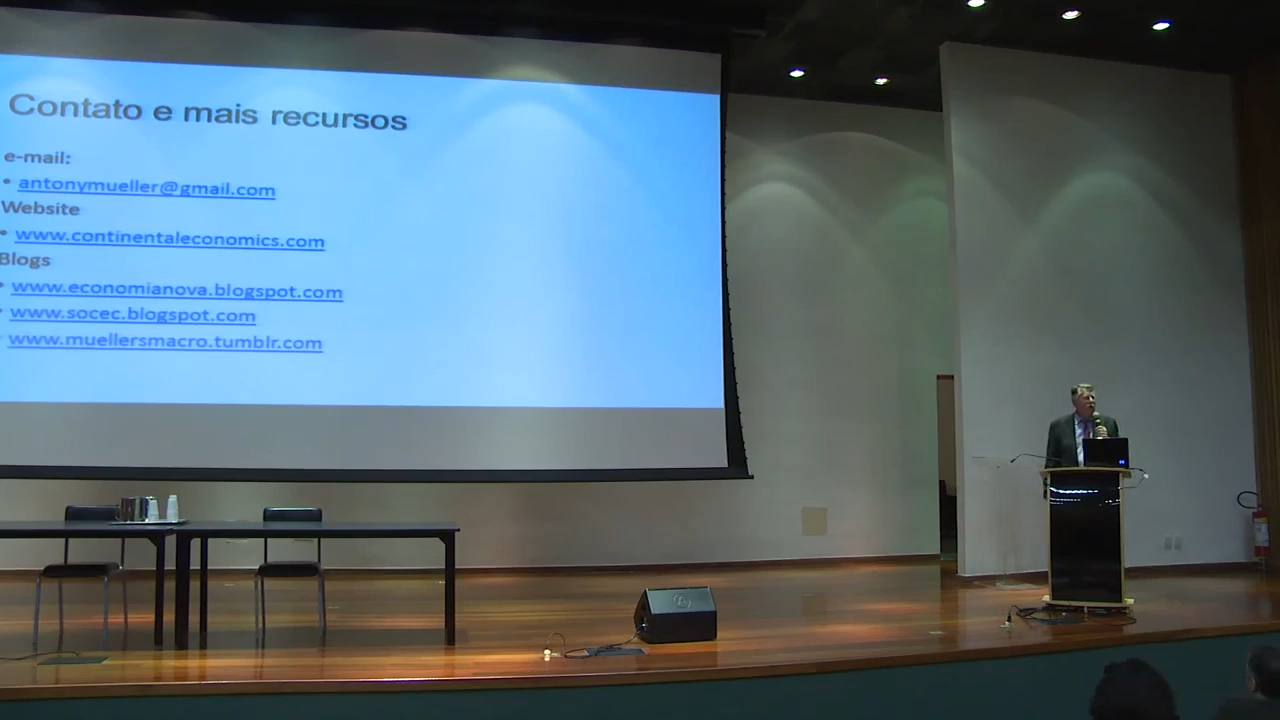 Contato e mais recursos
e-mail:
• antonymueller@gmail.com
Website
• www.continentaleconomics.com
Blogs
• www.economianova.blogspot.com
• www.socec.blogspot.com
www.muellersmacro.tumblr.com